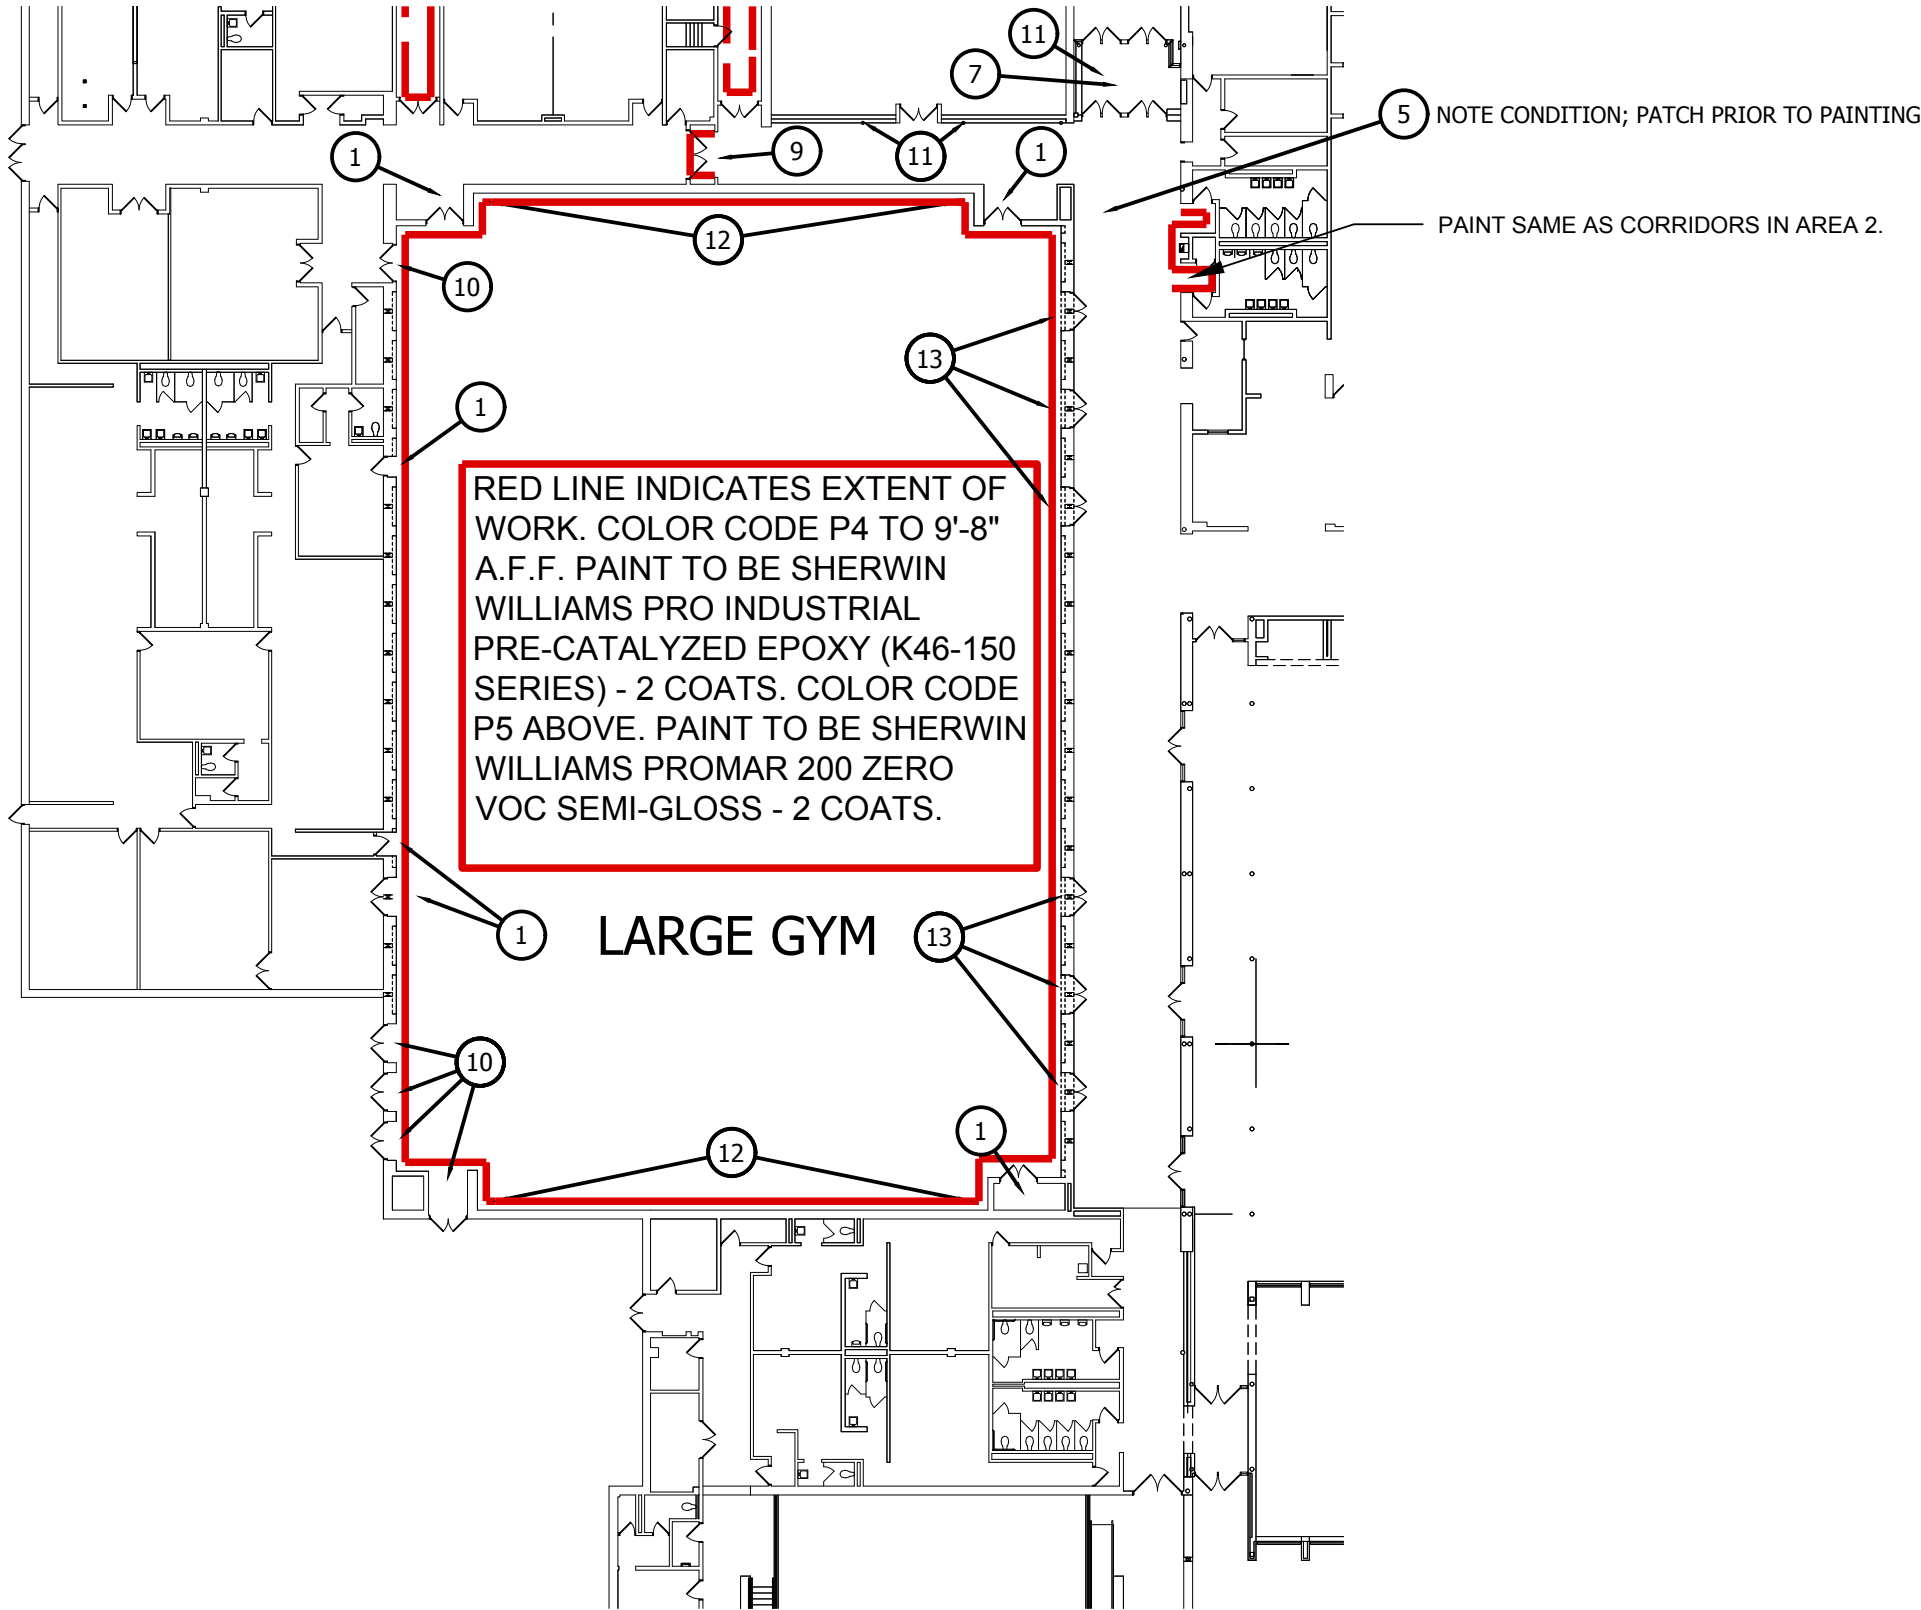 11
7
5 NOTE CONDITION; PATCH PRIOR TO PAINTING
1
9
11
1
12
PAINT SAME AS CORRIDORS IN AREA 2.
10
13
1
RED LINE INDICATES EXTENT OF
WORK. COLOR CODE P4 TO 9'-8"
A.F.F. PAINT TO BE SHERWIN
WILLIAMS PRO INDUSTRIAL
PRE-CATALYZED EPOXY (K46-150
SERIES) - 2 COATS. COLOR CODE
P5 ABOVE. PAINT TO BE SHERWIN
WILLIAMS PROMAR 200 ZERO
VOC SEMI-GLOSS - 2 COATS.
1
LARGE GYM
13
10
12
1